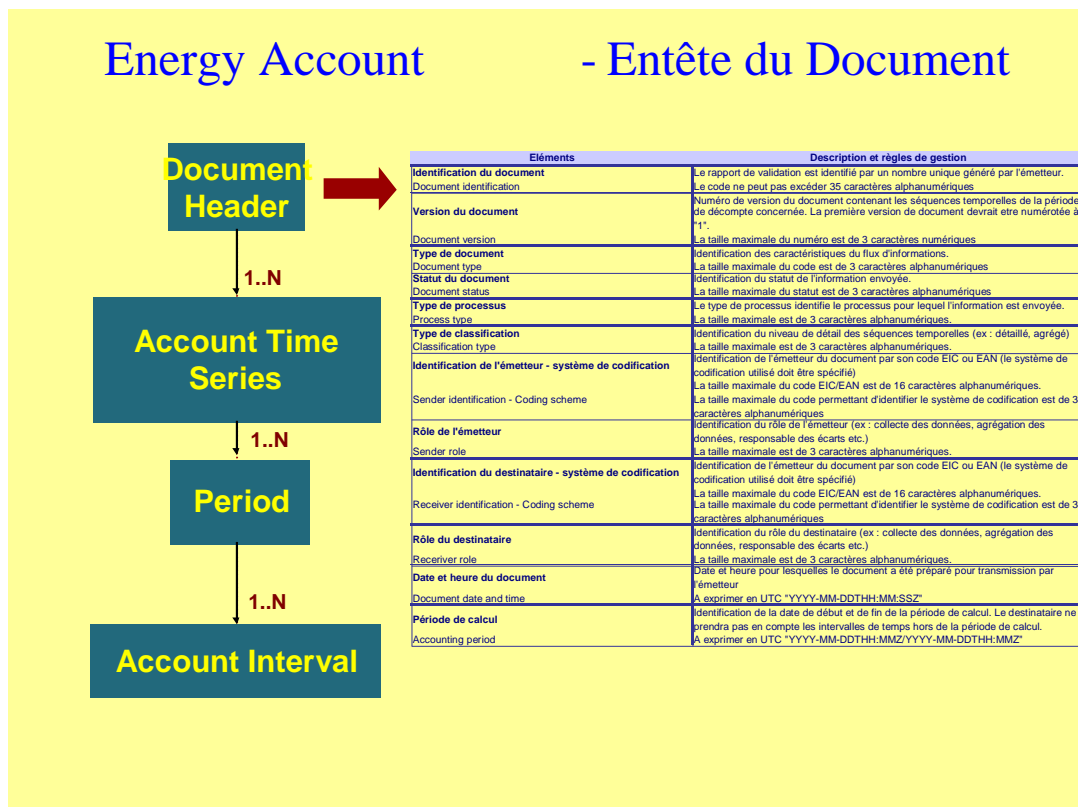 Energy Account - Entête du Document
Document
Header
1..N
Account Time
Series
1..N
Period
1..N
Account Interval
Eléments Description et règles de gestion
Identification du document Le rapport de validation est identifié par un nombre unique généré par l'émetteur.
Document identification Le code ne peut pas excéder 35 caractères alphanumériques
Numéro de version du document contenant les séquences temporelles de la période
Version du document de décompte concernée. La première version de document devrait etre numérotée à
"1".
Document version La taille maximale du numéro est de 3 caractères numériques
Type de document Identification des caractéristiques du flux d'informations.
Document type La taille maximale du code est de 3 caractères alphanumériques
Statut du document Identification du statut de l'information envoyée.
Document status La taille maximale du statut est de 3 caractères alphanumériques
Type de processus Le type de processus identifie le processus pour lequel l'information est envoyée.
Process type La taille maximale est de 3 caractères alphanumériques.
Type de classification Identification du niveau de détail des séquences temporelles (ex : détaillé, agrégé)
Classification type La taille maximale est de 3 caractères alphanumériques.
Identification de l'émetteur - système de codification Identification de l'émetteur du document par son code EIC ou EAN (le système de
codification utilisé doit être spécifié)
La taille maximale du code EIC/EAN est de 16 caractères alphanumériques.
Sender identification - Coding scheme La taille maximale du code permettant d'identifier le système de codification est de 3
caractères alphanumériques
Rôle de l'émetteur Identification du rôle de l'émetteur (ex : collecte des données, agrégation des
données, responsable des écarts etc.)
Sender role La taille maximale est de 3 caractères alphanumériques.
Identification du destinataire - système de codification Identification de l'émetteur du document par son code EIC ou EAN (le système de
codification utilisé doit être spécifié)
La taille maximale du code EIC/EAN est de 16 caractères alphanumériques.
Receiver identification - Coding scheme La taille maximale du code permettant d'identifier le système de codification est de 3
caractères alphanumériques
Rôle du destinataire Identification du rôle du destinataire (ex : collecte des données, agrégation des
données, responsable des écarts etc.)
Receriver role La taille maximale est de 3 caractères alphanumériques.
Date et heure du document Date et heure pour lesquelles le document a été préparé pour transmission par
l'émetteur
Document date and time A exprimer en UTC "YYYY-MM-DDTHH:MM:SSZ"
Période de calcul Identification de la date de début et de fin de la période de calcul. Le destinataire ne
prendra pas en compte les intervalles de temps hors de la période de calcul.
Accounting period A exprimer en UTC "YYYY-MM-DDTHH:MMZ/YYYY-MM-DDTHH:MMZ"